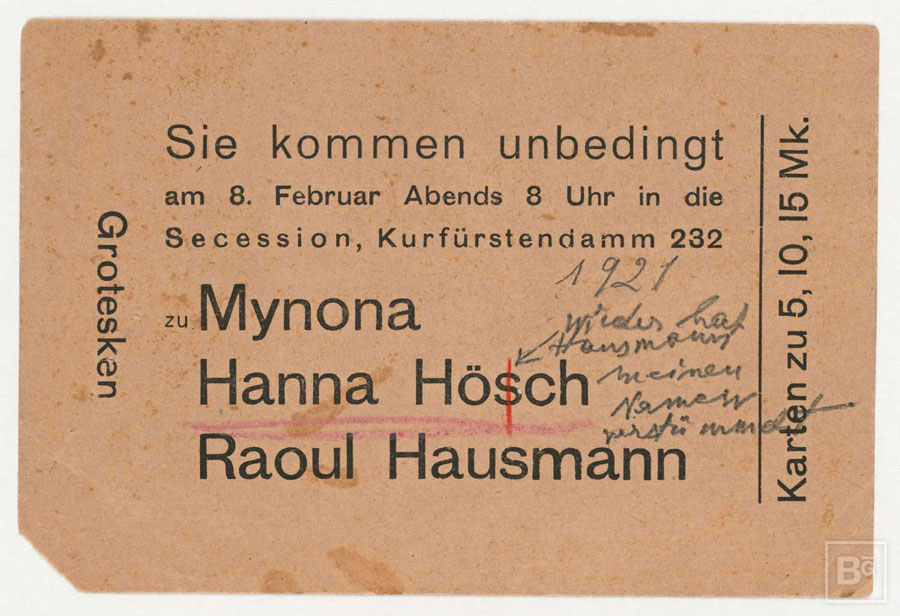 Sie kommen unbedingt
am 8. Februar Abends 8 Uhr in die
Secession, Kurfürstendamm 232
Grotesken
zu Mynona
Hanna Hösch
Raoul Hausmann
1921
wieder hat
Hausmann
meinen
Namen
verstümmelt
Karten zu 5, 10, 15 Mk.
BG